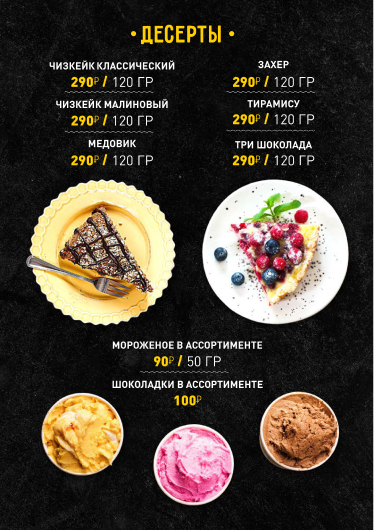 • ДЕСЕРТЫ •
ЧИЗКЕЙК КЛАССИЧЕСКИЙ
290₽ / 120 ГР
ЧИЗКЕЙК МАЛИНОВЫЙ
290₽ / 120 ГР
МЕДОВИК
290₽ / 120 ГР
ЗАХЕР
290₽ / 120 ГР
ТИРАМИСУ
290₽ / 120 ГР
ТРИ ШОКОЛАДА
290₽ / 120 ГР
МОРОЖЕНОЕ В АССОРТИМЕНТЕ
90₽ / 50 ГР
ШОКОЛАДКИ В АССОРТИМЕНТЕ
100₽